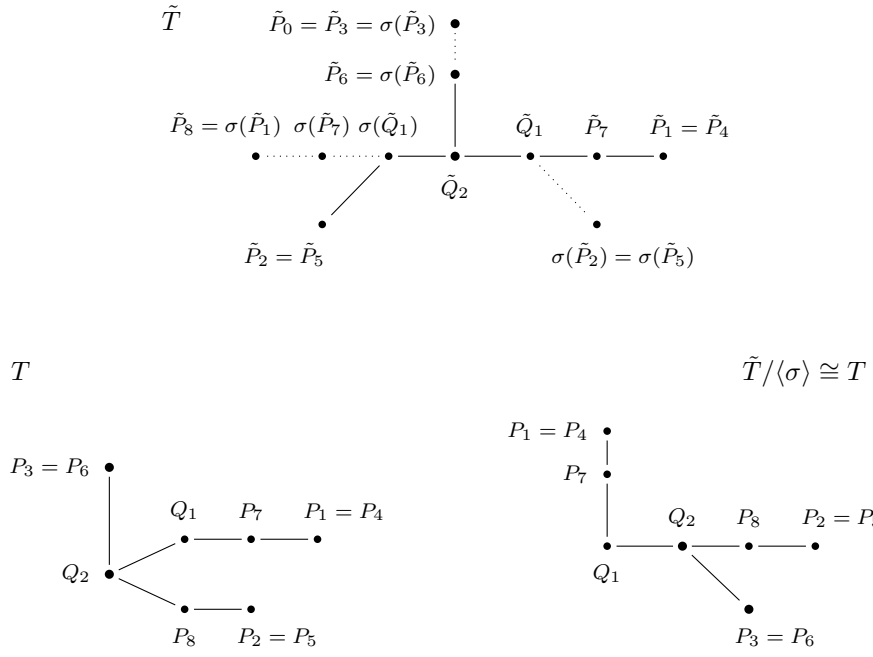 T̃
P̃₀ = P̃₃ = σ(P̃₃)
P̃₆ = σ(P̃₆)
P̃₈ = σ(P̃₁) σ(P̃₇) σ(Q̃₁) Q̃₁ P̃₇ P̃₁ = P̃₄
Q̃₂
P̃₂ = P̃₅ σ(P̃₂) = σ(P̃₅)
T
P₃ = P₆
Q₁ P₇ P₁ = P₄
Q₂
P₈ P₂ = P₅
T̃/⟨σ⟩ ≅ T
P₁ = P₄
P₇
Q₂ P₈ P₂ = P
Q₁
P₃ = P₆